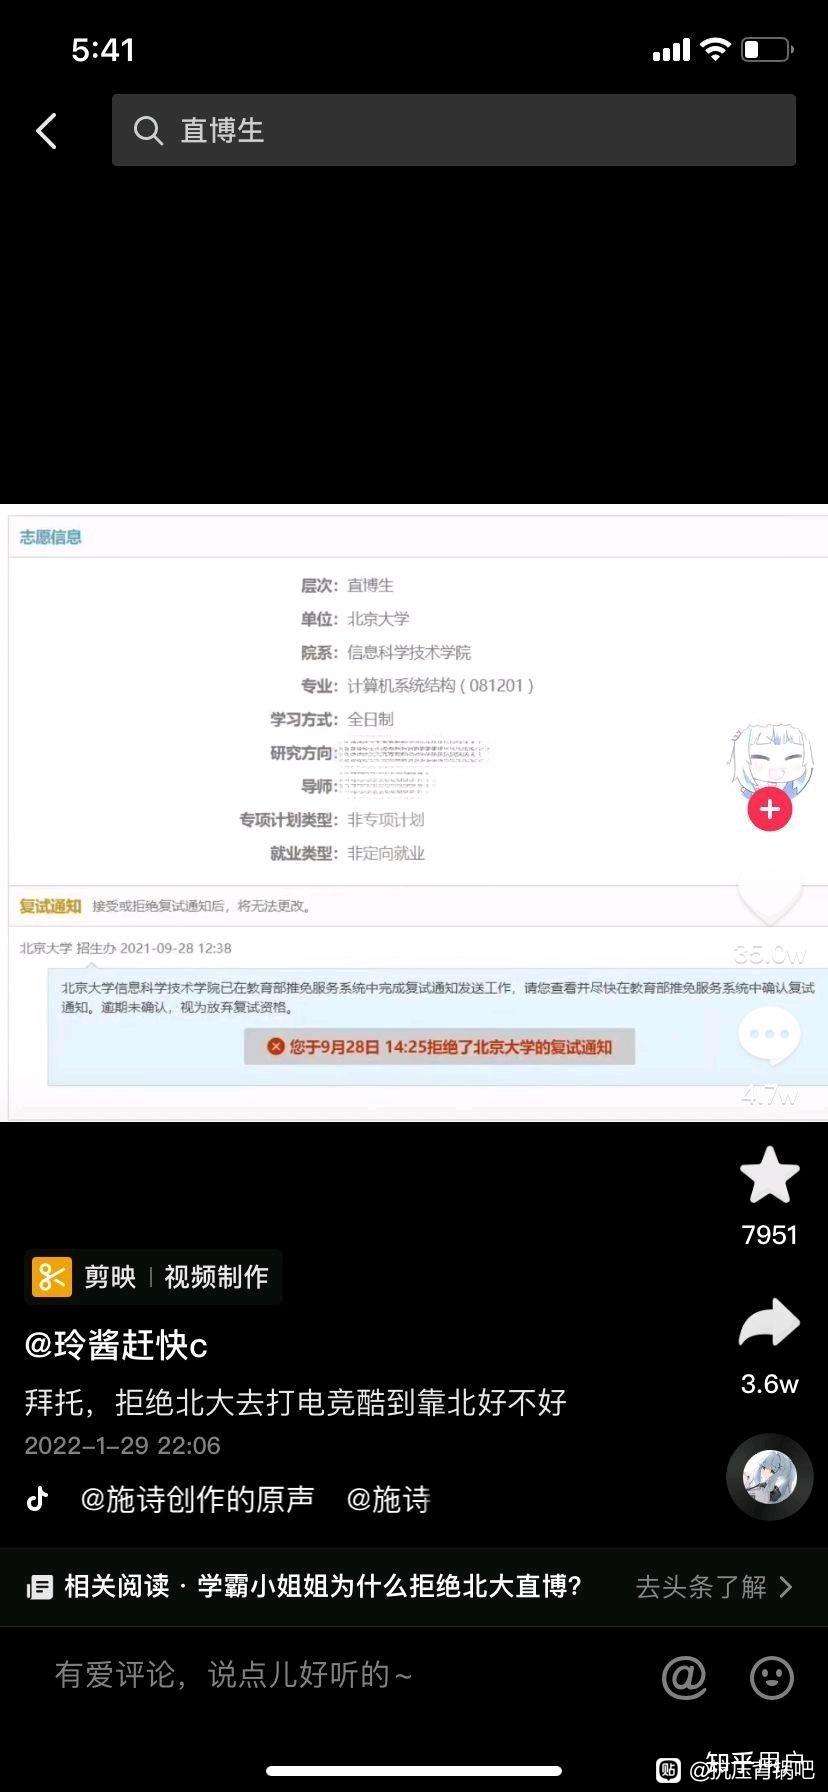 5:41
直博生
志愿信息
层次: 直博生
单位: 北京大学
院系: 信息科学技术学院
专业: 计算机系统结构 ( 081201 )
学习方式: 全日制
研究方向:
导师:
专项计划类型: 非专项计划
就业类型: 非定向就业
复试通知 接受或拒绝复试通知后，将无法更改。
35.0w
北京大学 招生办 2021-09-28 12:38
北京大学信息科学技术学院已在教育部推免服务系统中完成复试通知发送工作，请您查看并尽快在教育部推免服务系统中确认复试
通知。逾期未确认，视为放弃复试资格。
您于9月28日 14:25拒绝了北京大学的复试通知
4.7w
7951
剪映 | 视频制作
@玲酱赶快c
3.6w
拜托，拒绝北大去打电竞酷到靠北好不好
2022-1-29 22:06
@施诗创作的原声 @施诗
相关阅读 · 学霸小姐姐为什么拒绝北大直博? 去头条了解
有爱评论，说点儿好听的~
知乎用户
贴 @抗压背锅吧